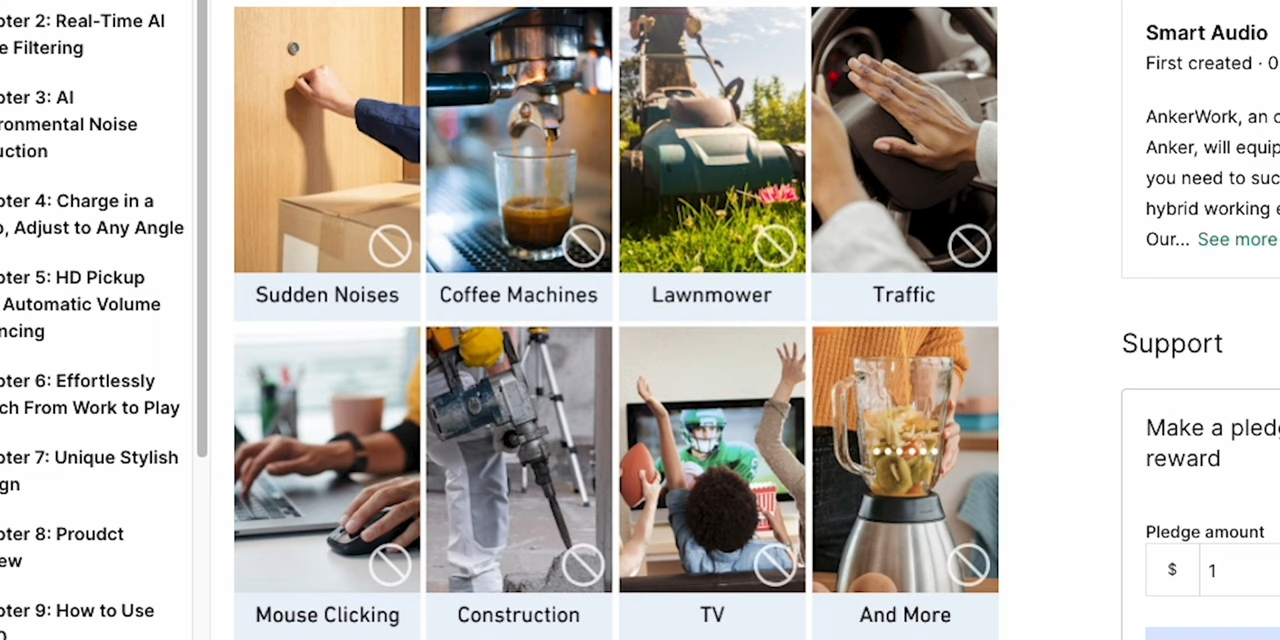 pter 2: Real-Time AI
e Filtering
pter 3: AI
ronmental Noise
uction
pter 4: Charge in a
p, Adjust to Any Angle
pter 5: HD Pickup
Automatic Volume
ncing
pter 6: Effortlessly
ch From Work to Play
pter 7: Unique Stylish
gn
pter 8: Proudct
ew
pter 9: How to Use
Sudden Noises
Coffee Machines
Lawnmower
Traffic
Mouse Clicking
Construction
TV
And More
Smart Audio
First created · 0
AnkerWork, an o
Anker, will equip
you need to suc
hybrid working e
Our... See more
Support
Make a pledg
reward
Pledge amount
$ 1